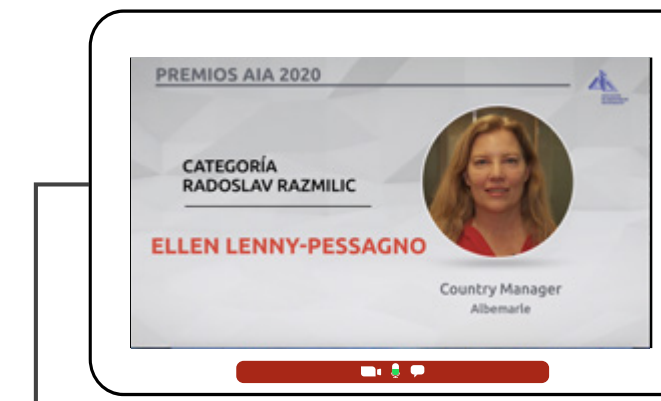 PREMIOS AIA 2020
CATEGORÍA
RADOSLAV RAZMILIC
ELLEN LENNY-PESSAGNO
Country Manager
Albemarle